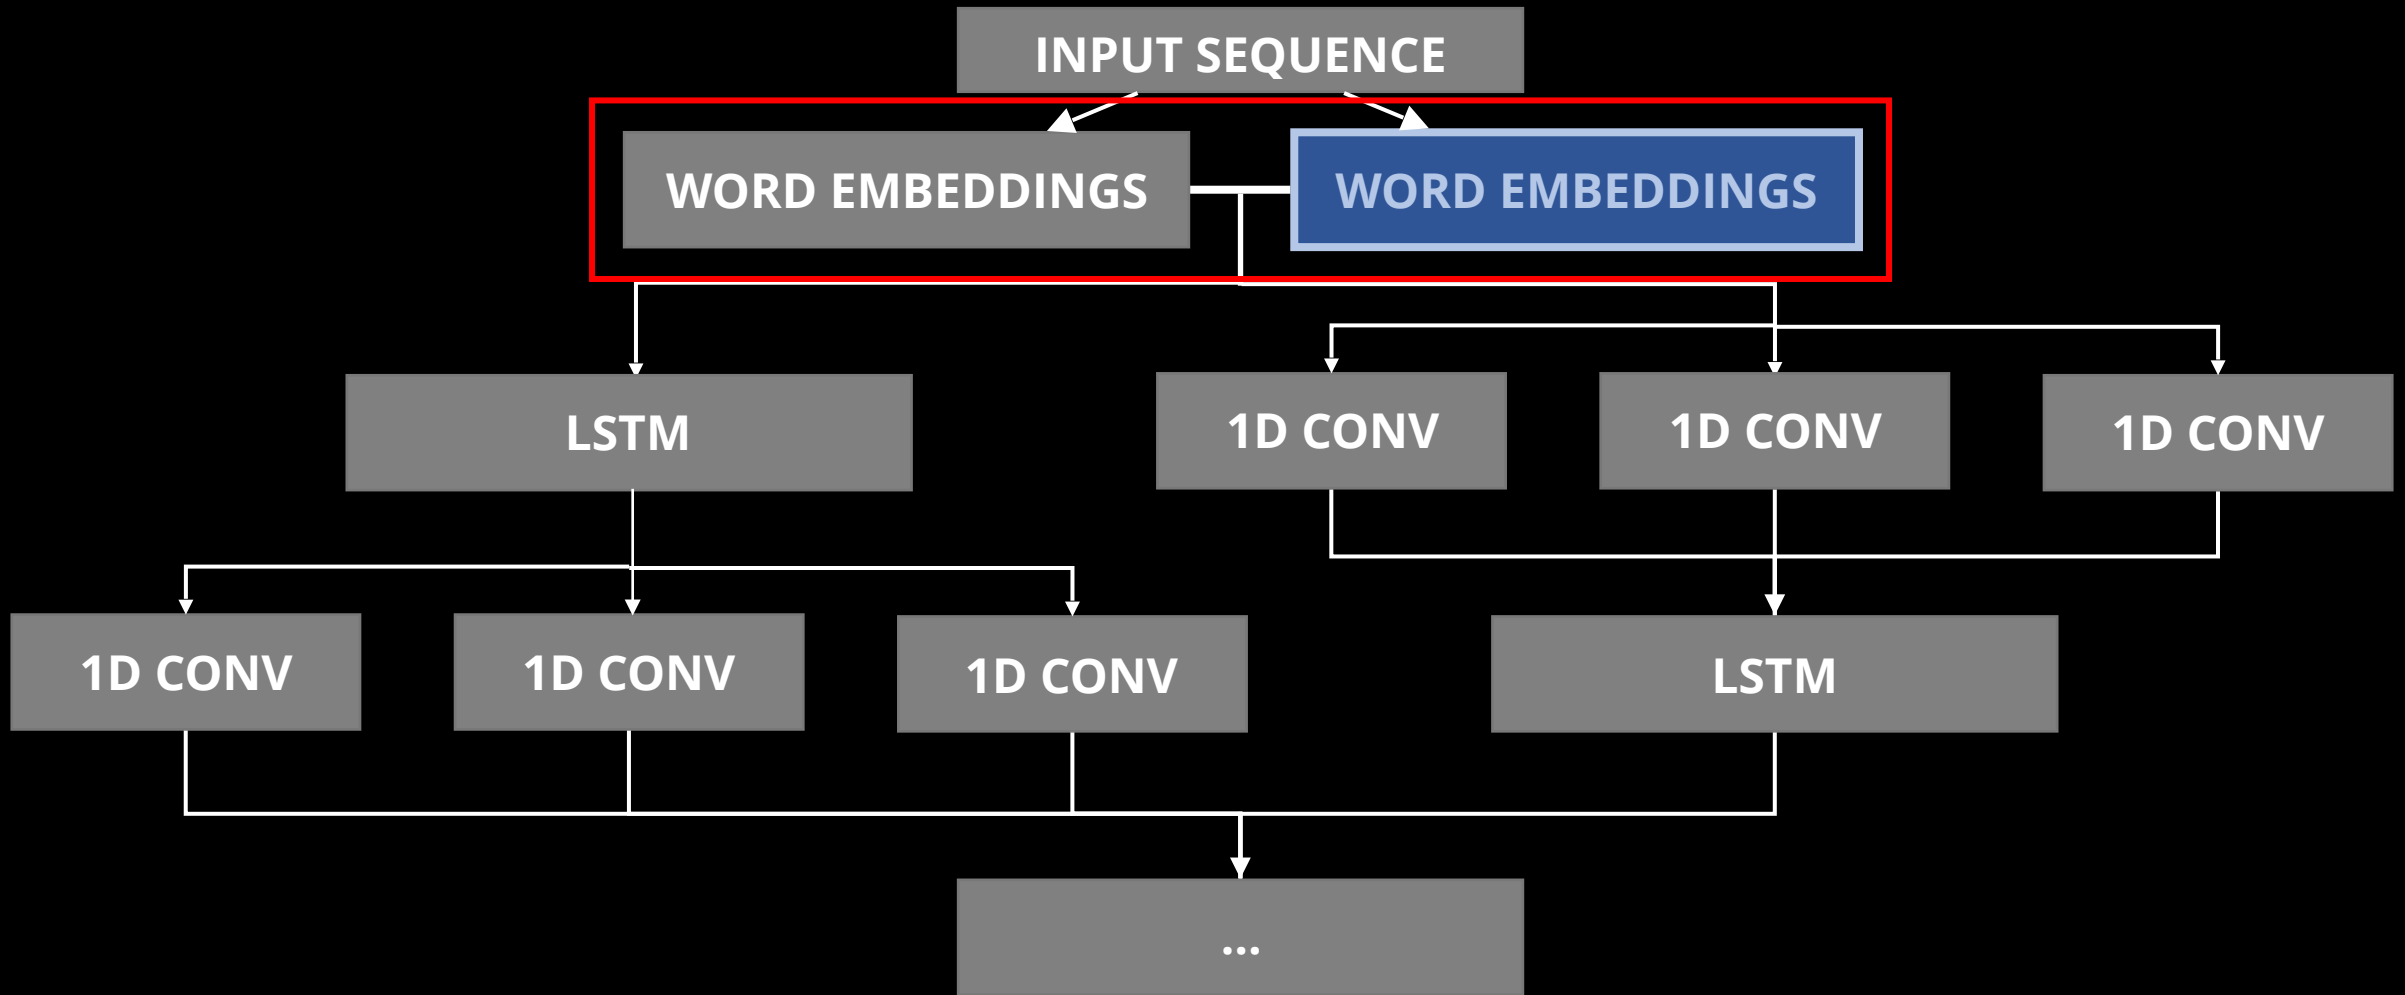 INPUT SEQUENCE
WORD EMBEDDINGS
WORD EMBEDDINGS
LSTM
1D CONV
1D CONV
1D CONV
1D CONV
1D CONV
1D CONV
LSTM
...